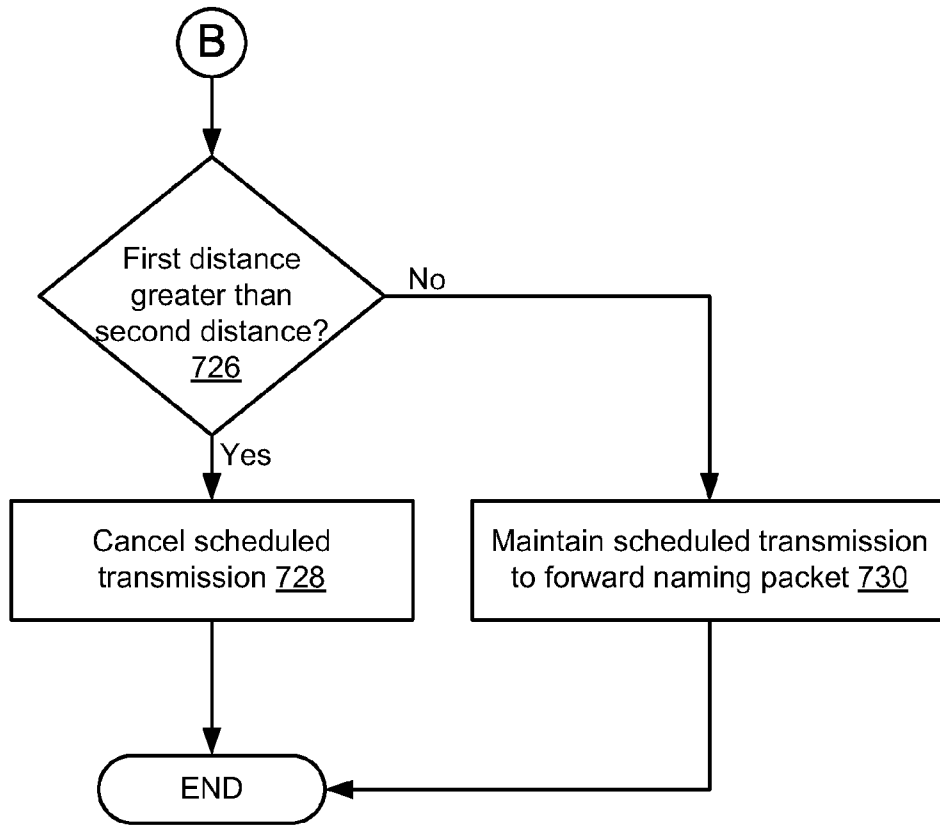 B
First distance
greater than
second distance?
726
No
Yes
Cancel scheduled
transmission 728
Maintain scheduled transmission
to forward naming packet 730
END